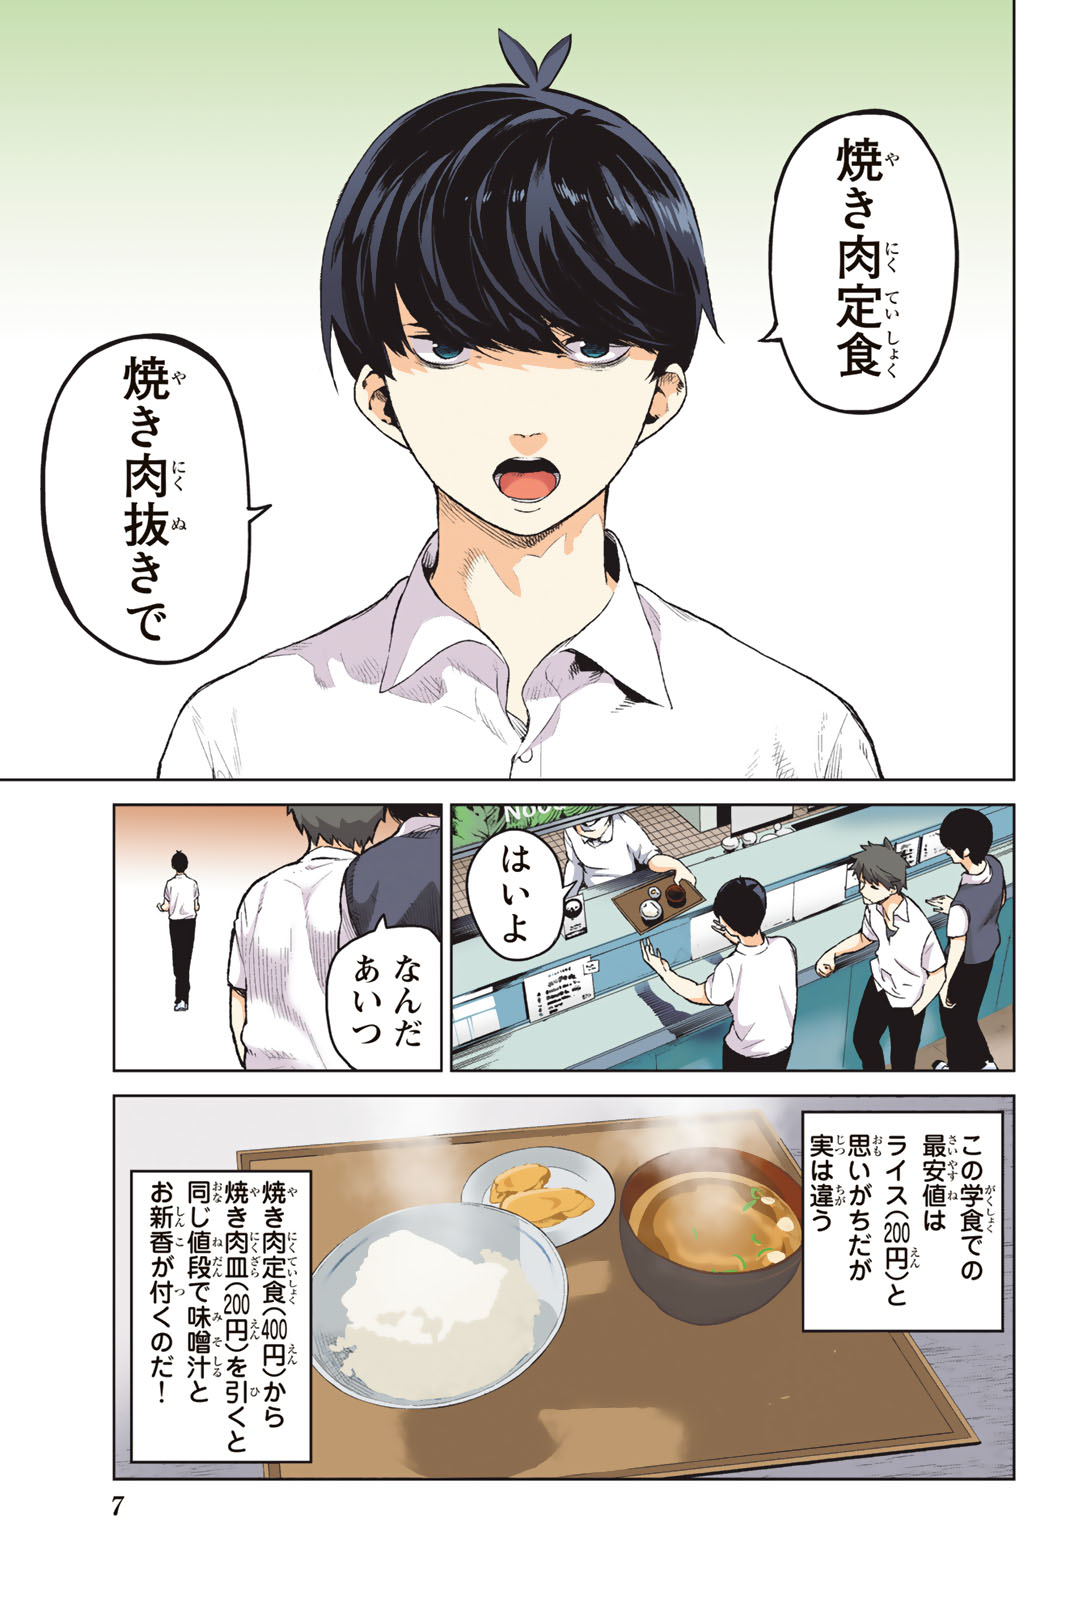 焼き肉定食
焼き肉抜きで
はいよ
なんだ
あいつ
この学食での
最安値は
ライス(200円)と
思いがちだが
実は違う
焼き肉定食(400円)から
焼き肉皿(200円)を引くと
同じ値段で味噌汁と
お新香が付くのだ!
7